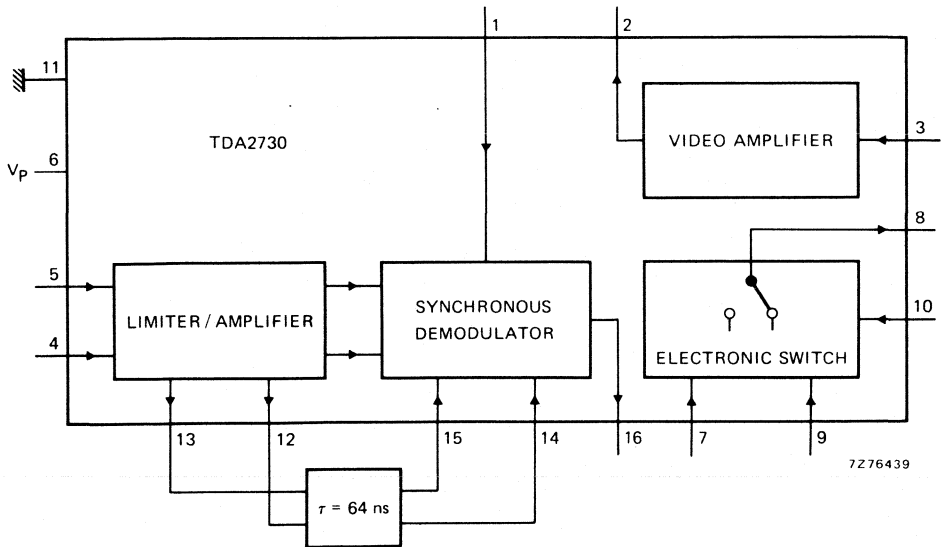 1
2
11
TDA2730
VIDEO AMPLIFIER
3
6
VP
8
5
LIMITER / AMPLIFIER
SYNCHRONOUS
DEMODULATOR
10
4
ELECTRONIC SWITCH
13
12
15
14
16
7
9
7Z76439
τ = 64 ns